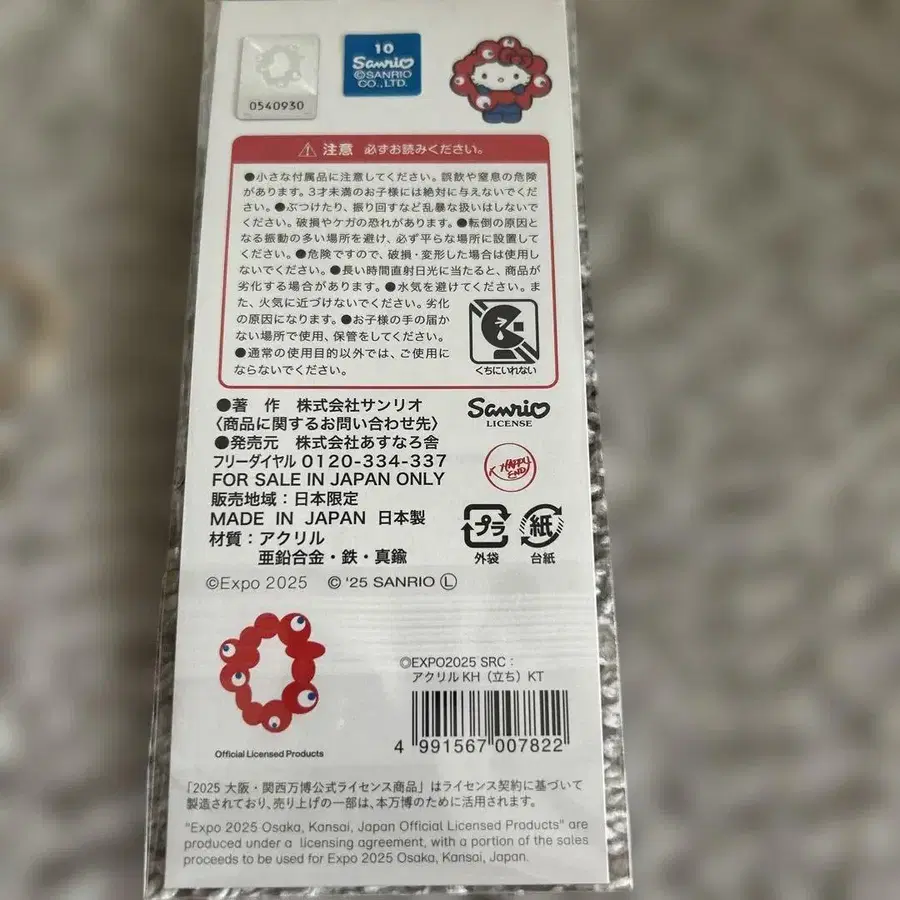 0540930
10
Sanrio
©SANRIO
CO.,LTD.
⚠ 注意 必ずお読みください。
●小さな付属品に注意してください。誤飲や窒息の危険
があります。3才未満のお子様には絶対に与えないでくだ
さい。●ぶつけたり、振り回すなど乱暴な扱いはしないで
ください。破損やケガの恐れがあります。●転倒の原因と
なる振動の多い場所を避け、必ず平らな場所に設置して
ください。●危険ですので、破損・変形した場合は使用し
ないでください。●長い時間直射日光に当たると、商品が
劣化する場合があります。●水気を避けてください。ま
た、火気に近づけないでください。劣化
の原因になります。●お子様の手の届か
ない場所で使用、保管をしてください。
●通常の使用目的以外では、ご使用に
ならないでください。
くちにいれない
●著 作 株式会社サンリオ
〈商品に関するお問い合わせ先〉
●発売元 株式会社あすなろ舎
フリーダイヤル 0120-334-337
FOR SALE IN JAPAN ONLY
販売地域：日本限定
MADE IN JAPAN 日本製
材質：アクリル
亜鉛合金・鉄・真鍮
Sanrio
LICENSE
HAPPY
END
プラ
外袋
紙
台紙
©Expo 2025 © '25 SANRIO Ⓛ
Official Licensed Products
©EXPO2025 SRC：
アクリルKH（立ち）KT
4 991567 007822
「2025 大阪・関西万博公式ライセンス商品」はライセンス契約に基づいて
製造されており、売り上げの一部は、本万博のために活用されます。
"Expo 2025 Osaka, Kansai, Japan Official Licensed Products" are
produced under a licensing agreement, with a portion of the sales
proceeds to be used for Expo 2025 Osaka, Kansai, Japan.